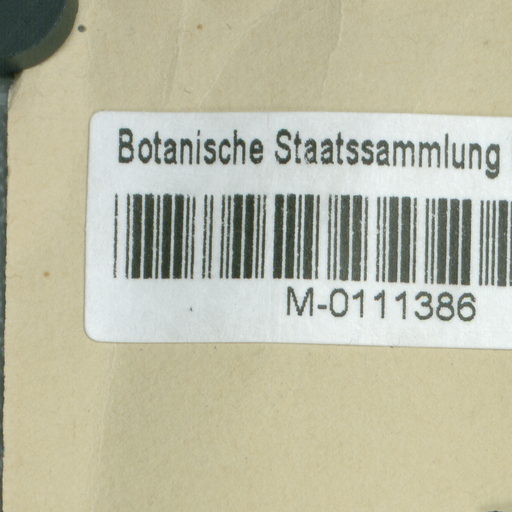 Botanische Staatssammlung
M-0111386